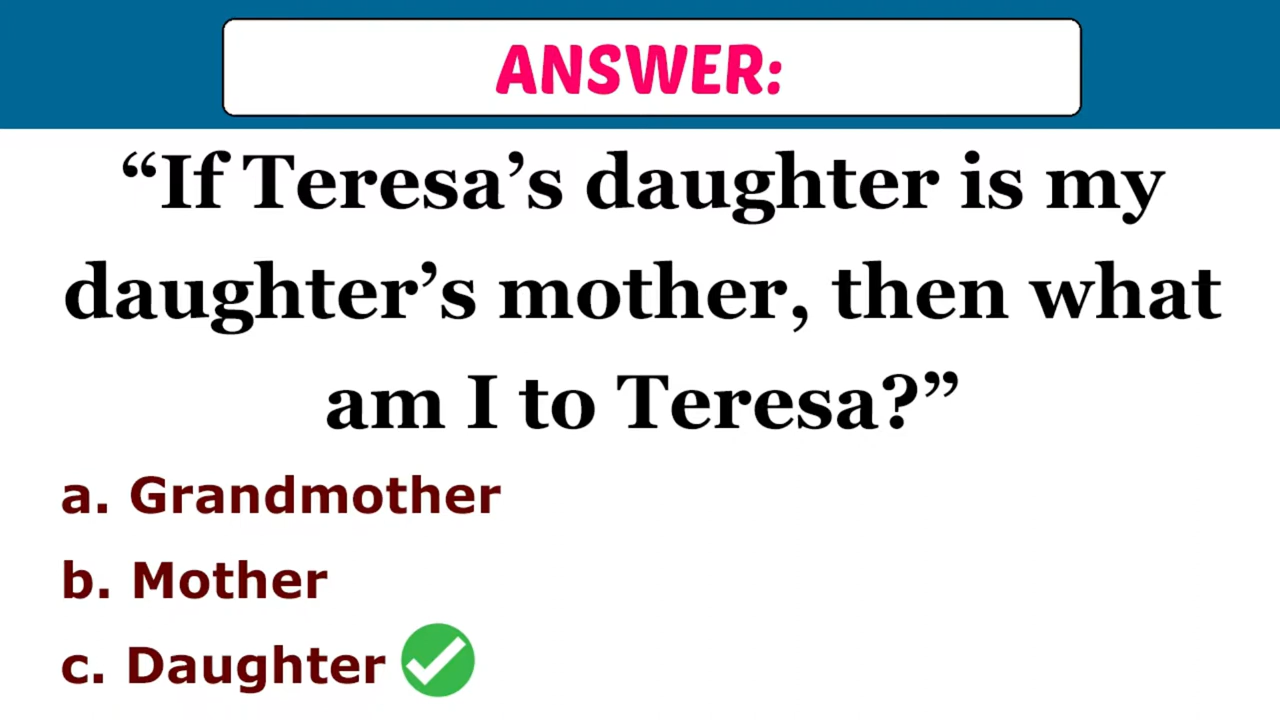 ANSWER:
“If Teresa’s daughter is my
daughter’s mother, then what
am I to Teresa?”
a. Grandmother
b. Mother
c. Daughter